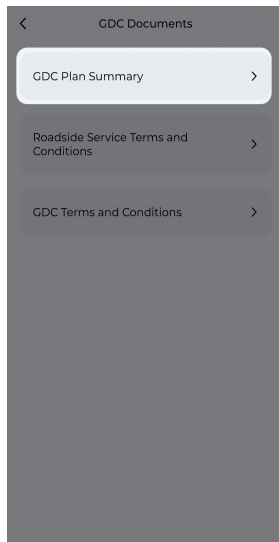 GDC Documents
GDC Plan Summary
Roadside Service Terms and
Conditions
GDC Terms and Conditions